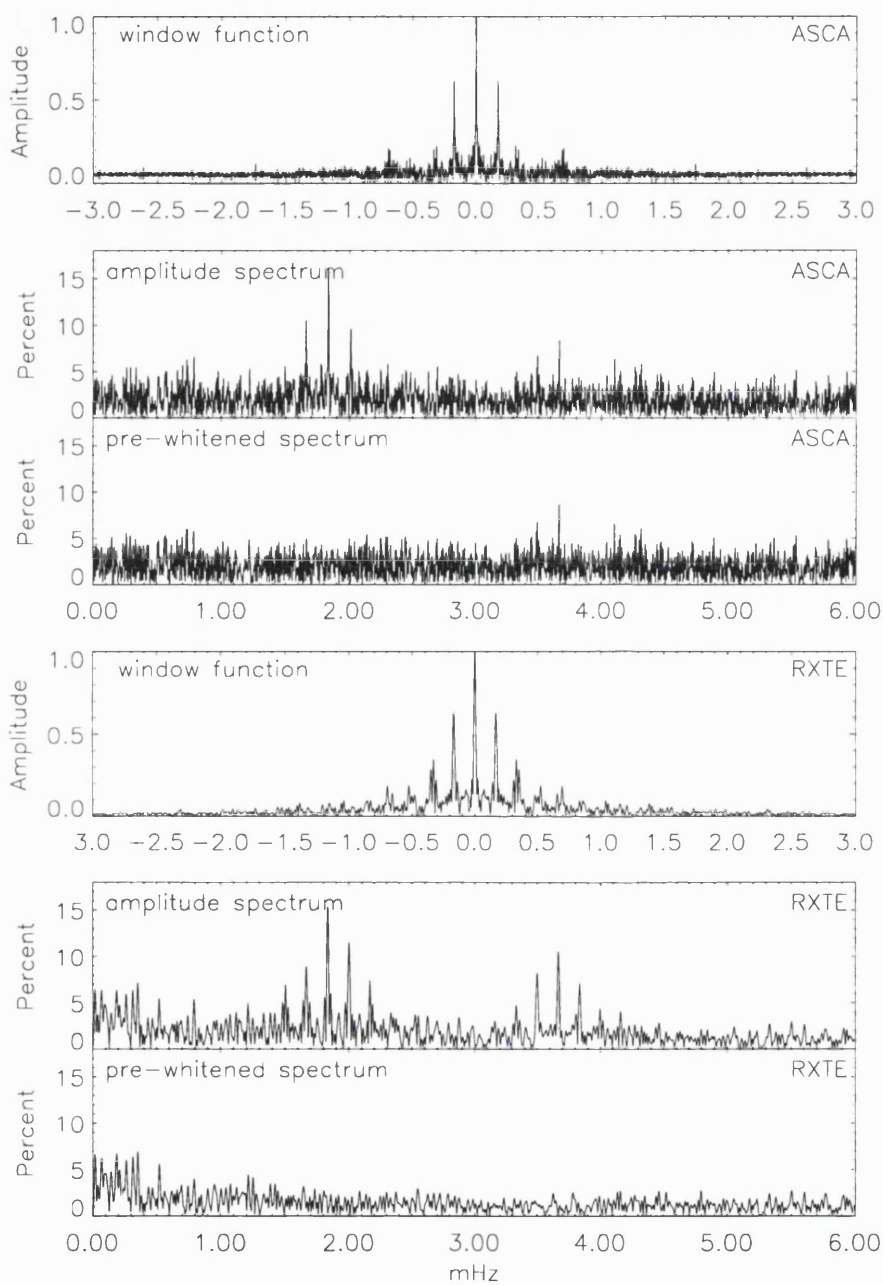 window function ASCA
1.0
0.5
0.0
Amplitude
−3.0 −2.5 −2.0 −1.5 −1.0 −0.5 0.0 0.5 1.0 1.5 2.0 2.5 3.0
amplitude spectrum ASCA
15
10
5
0
Percent
pre−whitened spectrum ASCA
15
10
5
0
Percent
0.00 1.00 2.00 3.00 4.00 5.00 6.00
window function RXTE
1.0
0.5
0.0
Amplitude
3.0 −2.5 −2.0 −1.5 −1.0 −0.5 0.0 0.5 1.0 1.5 2.0 2.5 3.0
amplitude spectrum RXTE
15
10
5
0
Percent
pre−whitened spectrum RXTE
15
10
5
0
Percent
0.00 1.00 2.00 3.00 4.00 5.00 6.00
mHz